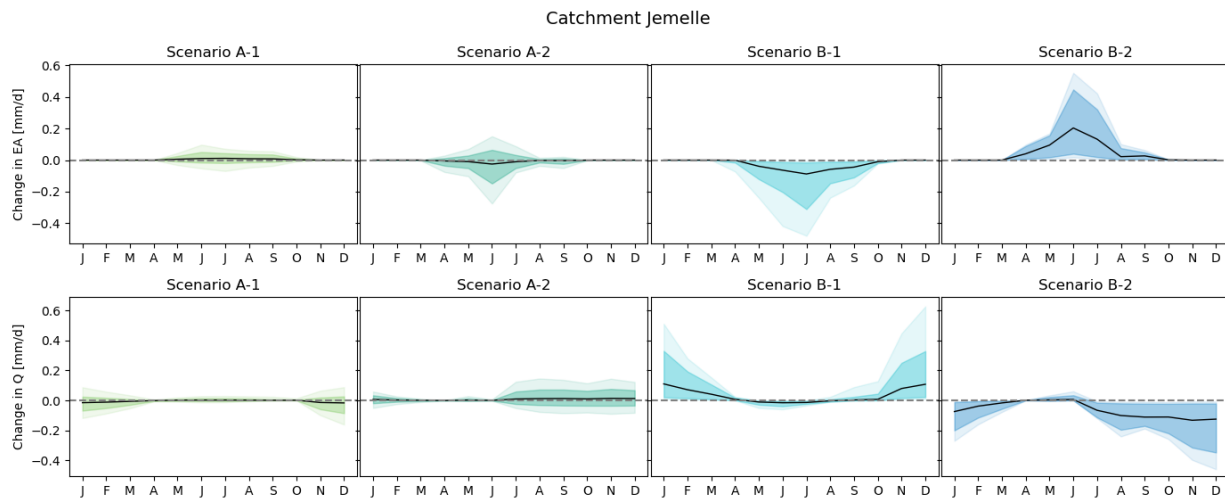 Catchment Jemelle
Scenario A-1 Scenario A-2 Scenario B-1 Scenario B-2
Change in EA [mm/d]
0.6
0.4
0.2
0.0
−0.2
−0.4
J F M A M J J A S O N D J F M A M J J A S O N D J F M A M J J A S O N D J F M A M J J A S O N D
Scenario A-1 Scenario A-2 Scenario B-1 Scenario B-2
Change in Q [mm/d]
0.6
0.4
0.2
0.0
−0.2
−0.4
J F M A M J J A S O N D J F M A M J J A S O N D J F M A M J J A S O N D J F M A M J J A S O N D